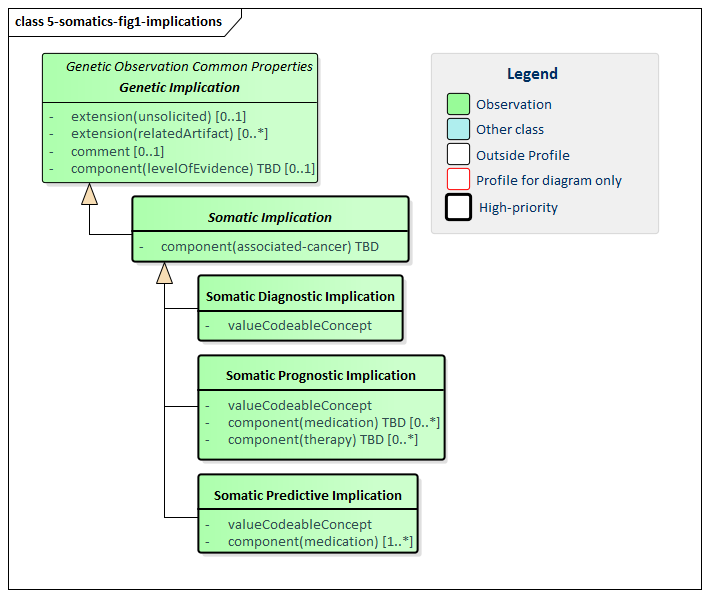 class 5-somatics-fig1-implications
Genetic Observation Common Properties
Genetic Implication
- extension(unsolicited) [0..1]
- extension(relatedArtifact) [0..*]
- comment [0..1]
- component(levelOfEvidence) TBD [0..1]
Legend
Observation
Other class
Outside Profile
Profile for diagram only
High-priority
Somatic Implication
- component(associated-cancer) TBD
Somatic Diagnostic Implication
- valueCodeableConcept
Somatic Prognostic Implication
- valueCodeableConcept
- component(medication) TBD [0..*]
- component(therapy) TBD [0..*]
Somatic Predictive Implication
- valueCodeableConcept
- component(medication) [1..*]